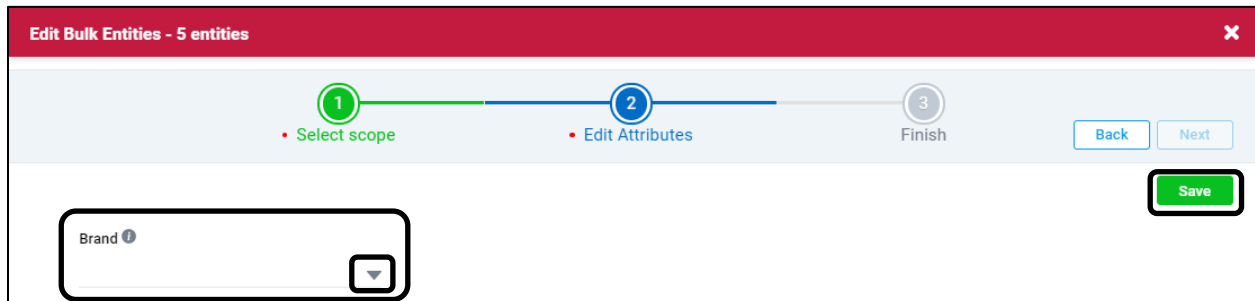 Edit Bulk Entities - 5 entities
1
2
3
• Select scope
• Edit Attributes
Finish
Back
Next
Save
Brand